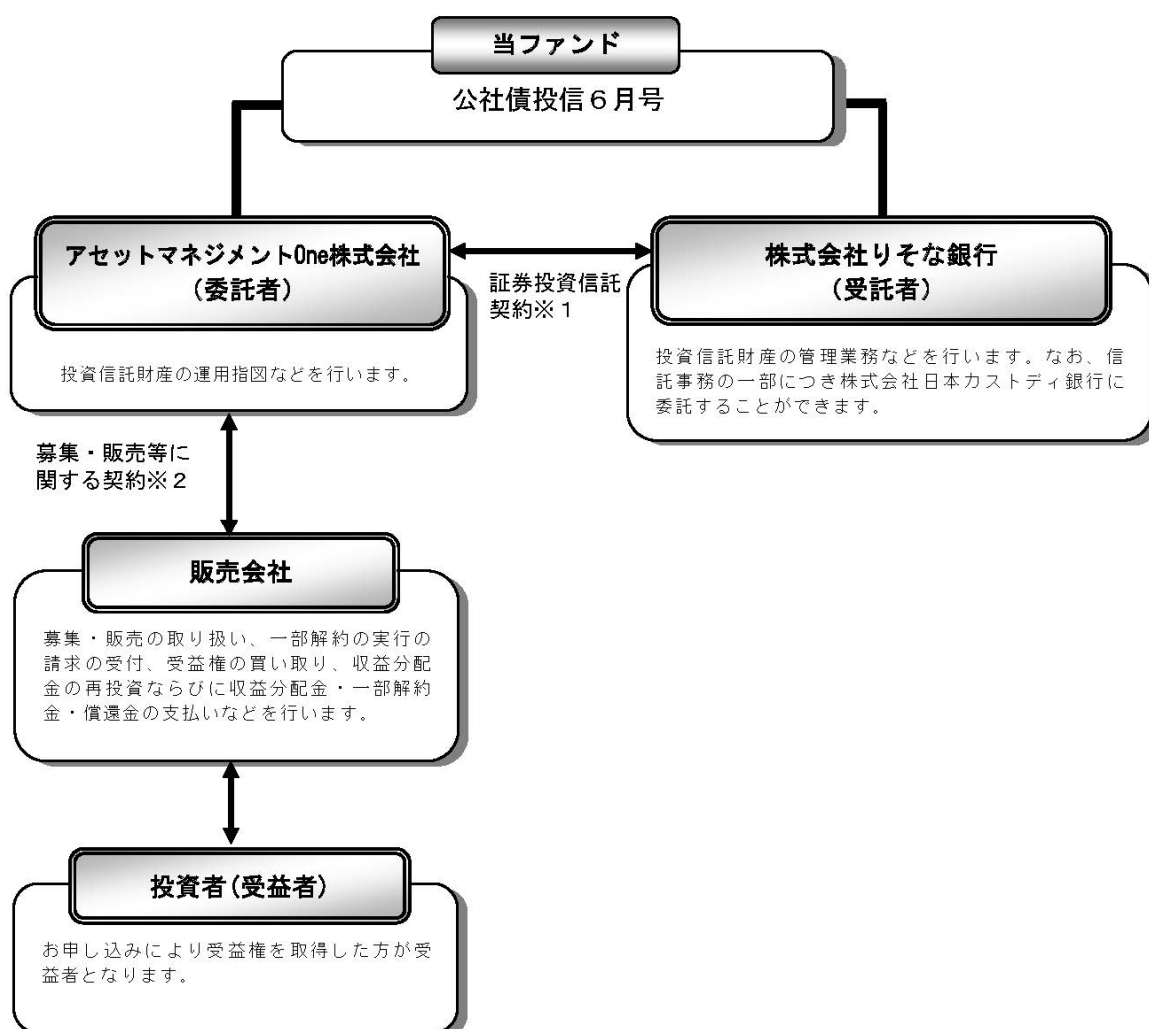 当ファンド
公社債投信６月号
アセットマネジメントOne株式会社
（委託者）
投資信託財産の運用指図などを行います。
証券投資信託
契約※１
株式会社りそな銀行
（受託者）
投資信託財産の管理業務などを行います。なお、信
託事務の一部につき株式会社日本カストディ銀行に
委託することができます。
募集・販売等に
関する契約※２
販売会社
募集・販売の取り扱い、一部解約の実行の
請求の受付、受益権の買い取り、収益分配
金の再投資ならびに収益分配金・一部解約
金・償還金の支払いなどを行います。
投資者（受益者）
お申し込みにより受益権を取得した方が受
益者となります。